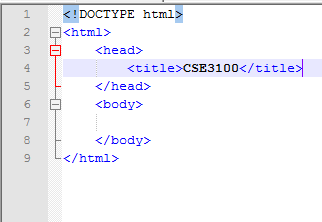 1 <!DOCTYPE html>
2 <html>
3 <head>
4 <title>CSE3100</title>
5 </head>
6 <body>
7
8 </body>
9 </html>